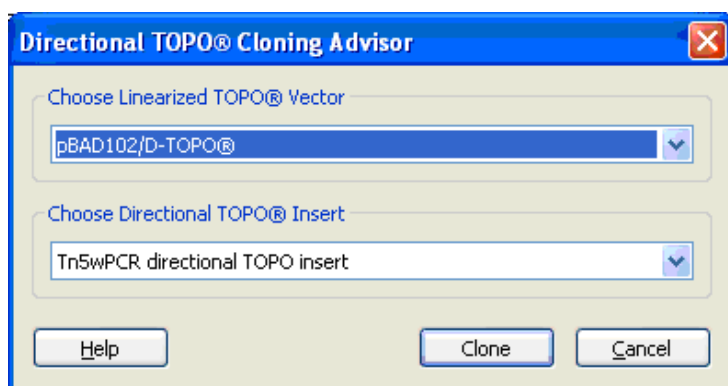 Directional TOPO® Cloning Advisor
Choose Linearized TOPO® Vector
pBAD102/D-TOPO®
Choose Directional TOPO® Insert
Tn5wPCR directional TOPO insert
Help Clone Cancel